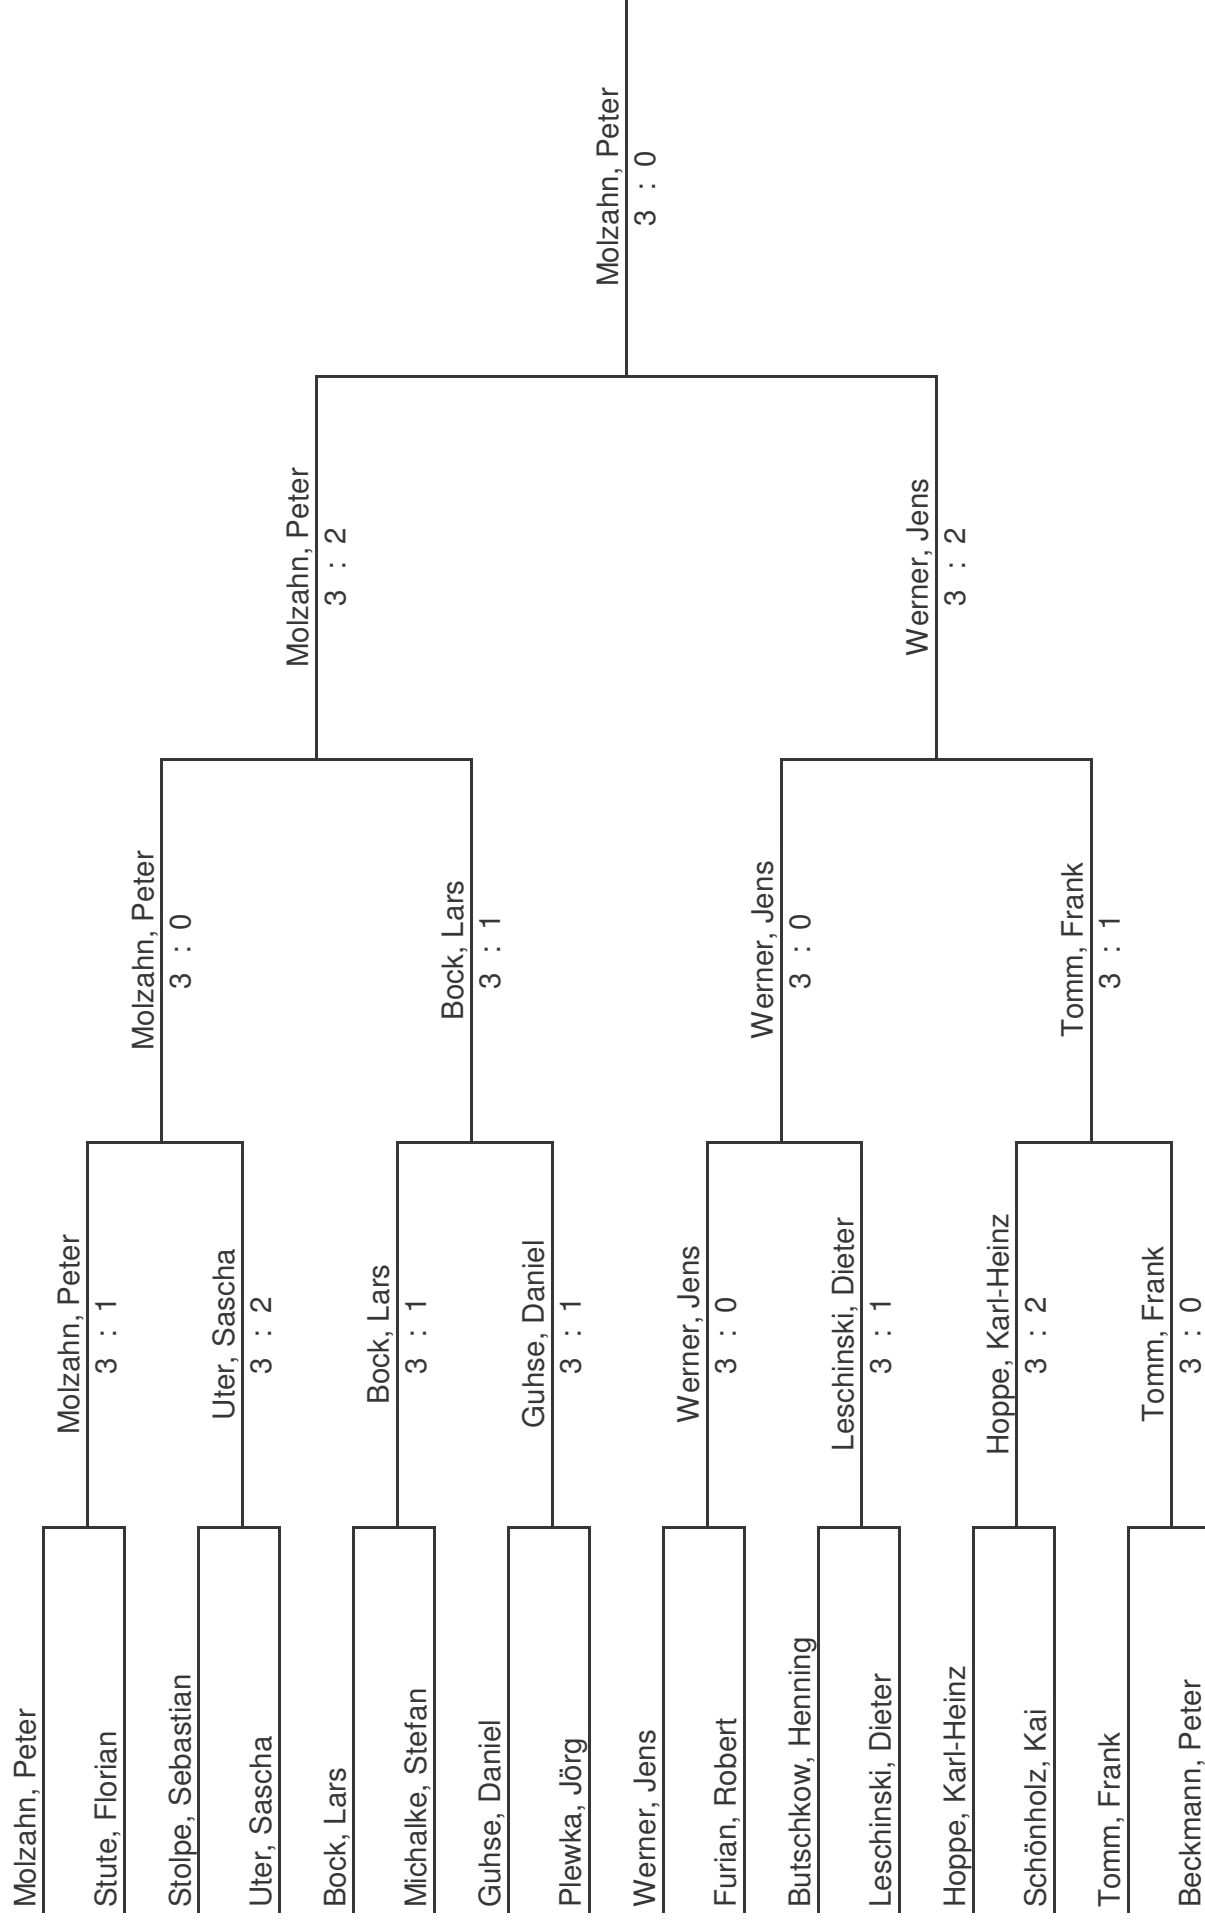 Molzahn, Peter
Stute, Florian
Stolpe, Sebastian
Uter, Sascha
Bock, Lars
Michalke, Stefan
Guhse, Daniel
Plewka, Jörg
Werner, Jens
Furian, Robert
Butschkow, Henning
Leschinski, Dieter
Hoppe, Karl-Heinz
Schönholz, Kai
Tomm, Frank
Beckmann, Peter
Molzahn, Peter
3 : 1
Uter, Sascha
3 : 2
Bock, Lars
3 : 1
Guhse, Daniel
3 : 1
Werner, Jens
3 : 0
Leschinski, Dieter
3 : 1
Hoppe, Karl-Heinz
3 : 2
Tomm, Frank
3 : 0
Molzahn, Peter
3 : 0
Bock, Lars
3 : 1
Werner, Jens
3 : 0
Tomm, Frank
3 : 1
Molzahn, Peter
3 : 2
Werner, Jens
3 : 2
Molzahn, Peter
3 : 0